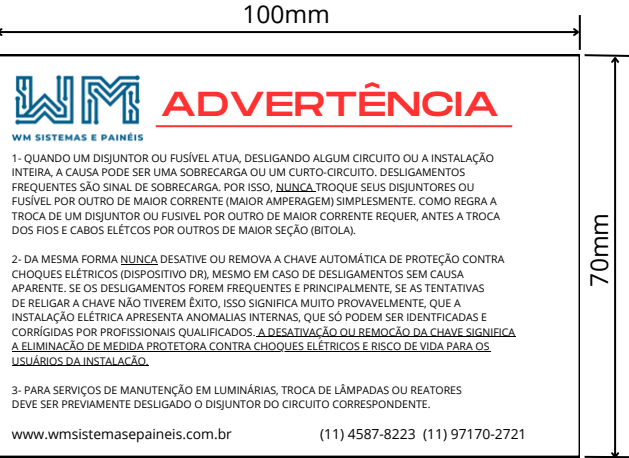 100mm
WM
WM SISTEMAS E PAINÉIS
ADVERTÊNCIA
1- QUANDO UM DISJUNTOR OU FUSÍVEL ATUA, DESLIGANDO ALGUM CIRCUITO OU A INSTALAÇÃO
INTEIRA, A CAUSA PODE SER UMA SOBRECARGA OU UM CURTO-CIRCUITO. DESLIGAMENTOS
FREQUENTES SÃO SINAL DE SOBRECARGA. POR ISSO, NUNCA TROQUE SEUS DISJUNTORES OU
FUSÍVEL POR OUTRO DE MAIOR CORRENTE (MAIOR AMPERAGEM) SIMPLESMENTE. COMO REGRA A
TROCA DE UM DISJUNTOR OU FUSIVEL POR OUTRO DE MAIOR CORRENTE REQUER, ANTES A TROCA
DOS FIOS E CABOS ELÉTCOS POR OUTROS DE MAIOR SEÇÃO (BITOLA).
2- DA MESMA FORMA NUNCA DESATIVE OU REMOVA A CHAVE AUTOMÁTICA DE PROTEÇÃO CONTRA
CHOQUES ELÉTRICOS (DISPOSITIVO DR), MESMO EM CASO DE DESLIGAMENTOS SEM CAUSA
APARENTE. SE OS DESLIGAMENTOS FOREM FREQUENTES E PRINCIPALMENTE, SE AS TENTATIVAS
DE RELIGAR A CHAVE NÃO TIVEREM ÊXITO, ISSO SIGNIFICA MUITO PROVAVELMENTE, QUE A
INSTALAÇÃO ELÉTRICA APRESENTA ANOMALIAS INTERNAS, QUE SÓ PODEM SER IDENTFICADAS E
CORRÍGIDAS POR PROFISSIONAIS QUALIFICADOS. A DESATIVAÇÃO OU REMOÇÃO DA CHAVE SIGNIFICA
A ELIMINAÇÃO DE MEDIDA PROTETORA CONTRA CHOQUES ELÉTRICOS E RISCO DE VIDA PARA OS
USUÁRIOS DA INSTALAÇÃO.
3- PARA SERVIÇOS DE MANUTENÇÃO EM LUMINÁRIAS, TROCA DE LÂMPADAS OU REATORES
DEVE SER PREVIAMENTE DESLIGADO O DISJUNTOR DO CIRCUITO CORRESPONDENTE.
www.wmsistemasepaineis.com.br (11) 4587-8223 (11) 97170-2721
70mm